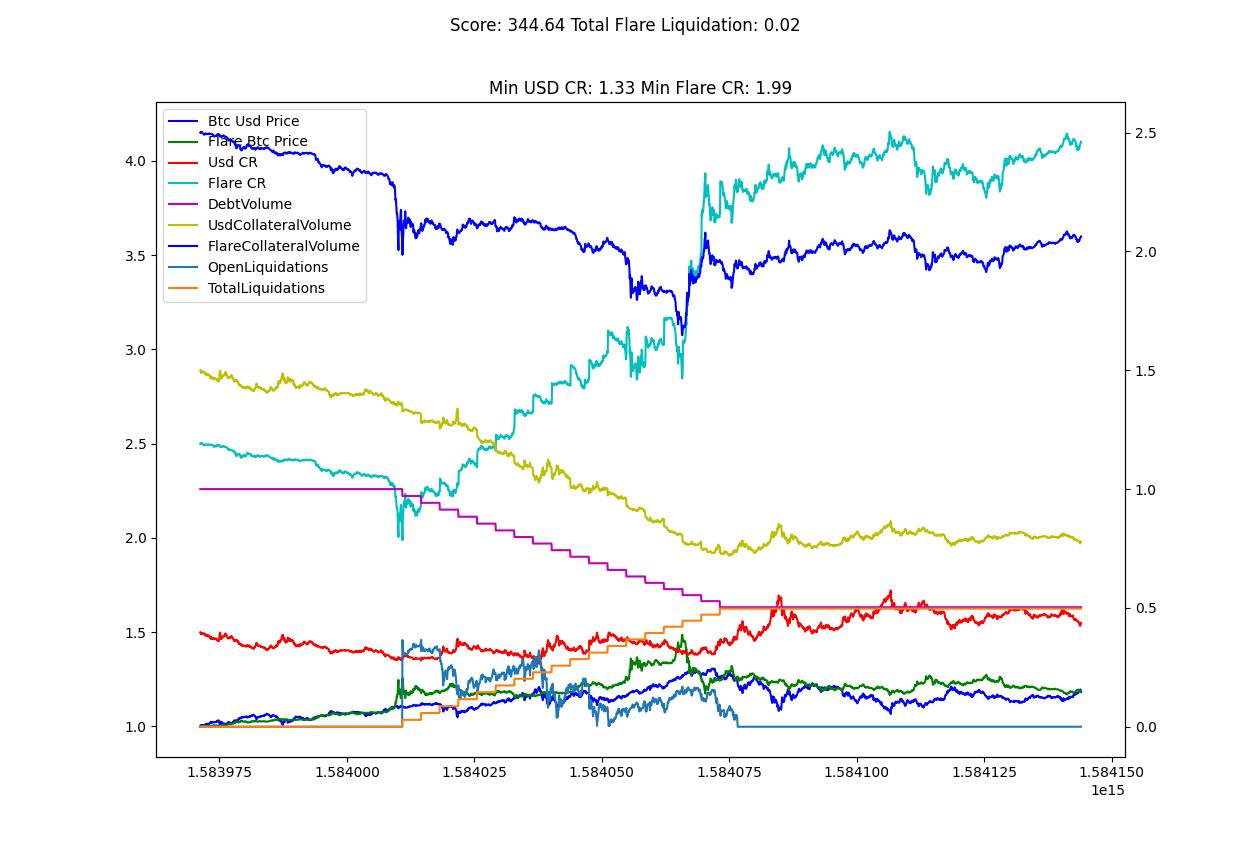 Score: 344.64 Total Flare Liquidation: 0.02
Min USD CR: 1.33 Min Flare CR: 1.99
Btc Usd Price
Flare Btc Price
Usd CR
Flare CR
DebtVolume
UsdCollateralVolume
FlareCollateralVolume
OpenLiquidations
TotalLiquidations
4.0
3.5
3.0
2.5
2.0
1.5
1.0
2.5
2.0
1.5
1.0
0.5
0.0
1.583975 1.584000 1.584025 1.584050 1.584075 1.584100 1.584125 1.584150
1e15